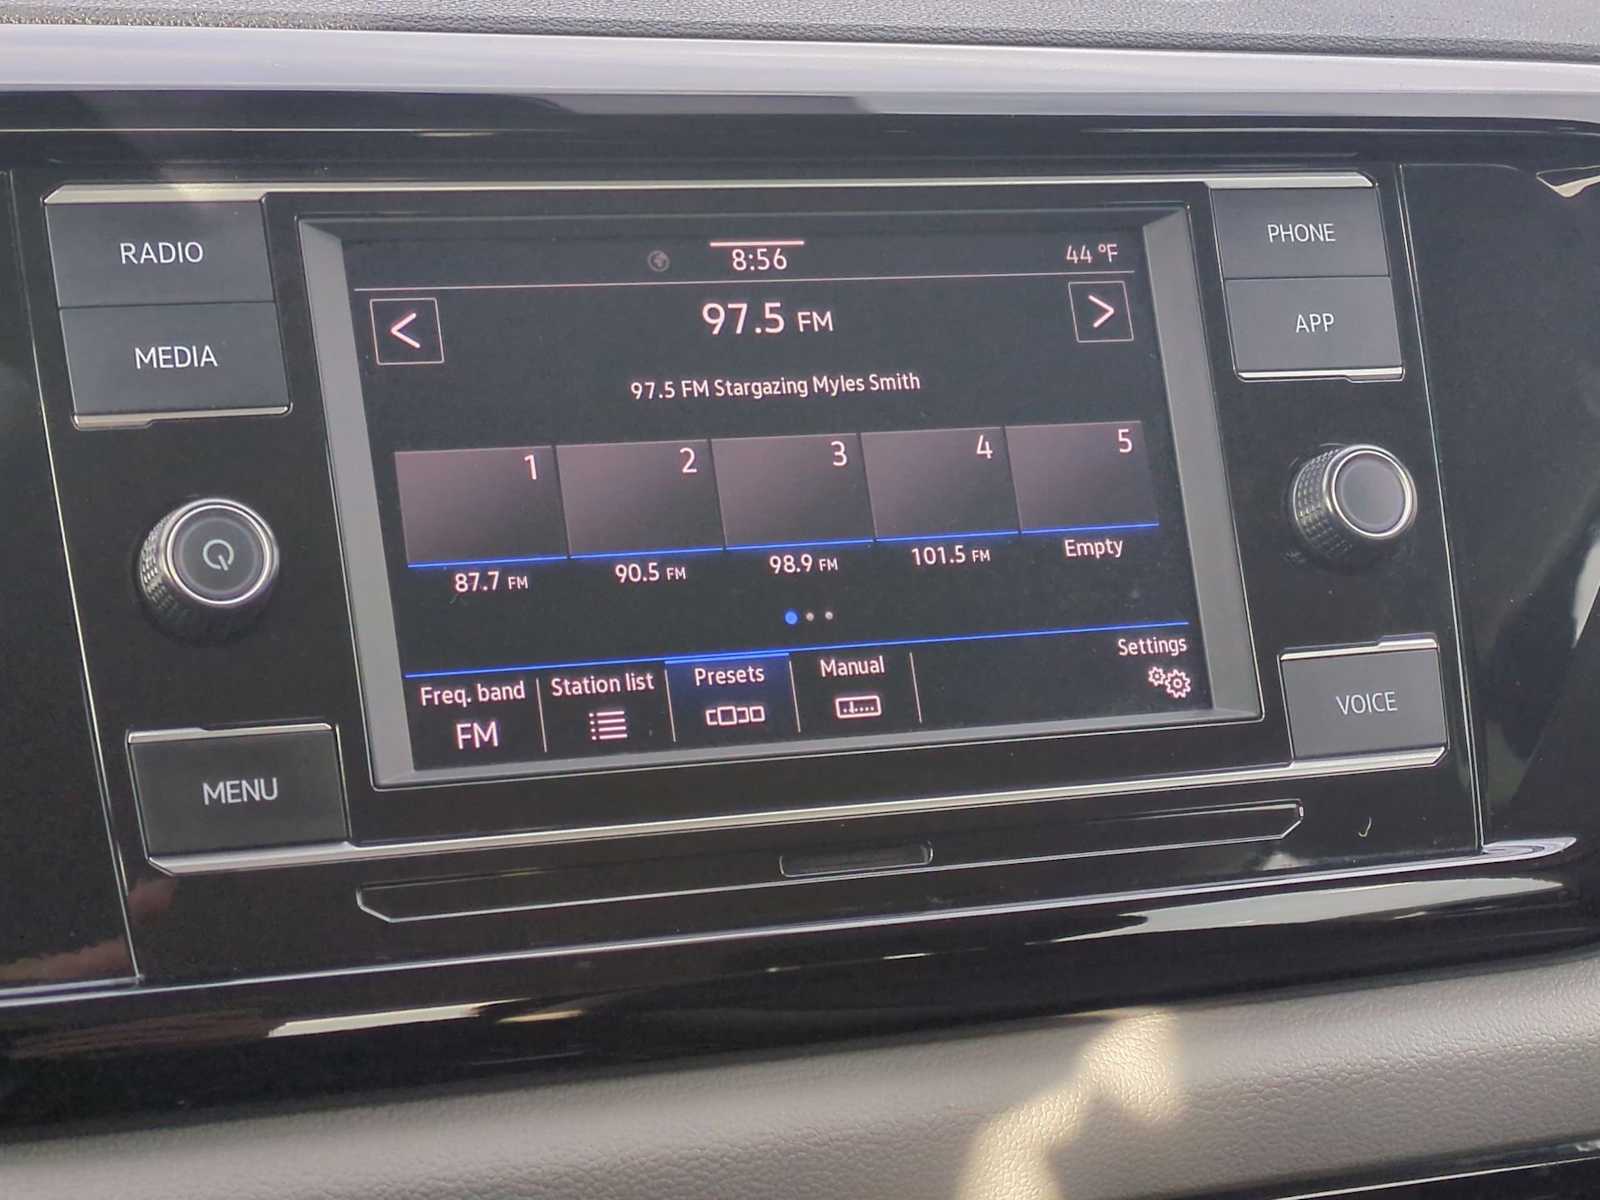 RADIO
MEDIA
MENU
8:56
44 °F
<
97.5 FM
>
97.5 FM Stargazing Myles Smith
1
2
3
4
5
87.7 FM
90.5 FM
98.9 FM
101.5 FM
Empty
Freq. band
FM
Station list
Presets
Manual
Settings
PHONE
APP
VOICE